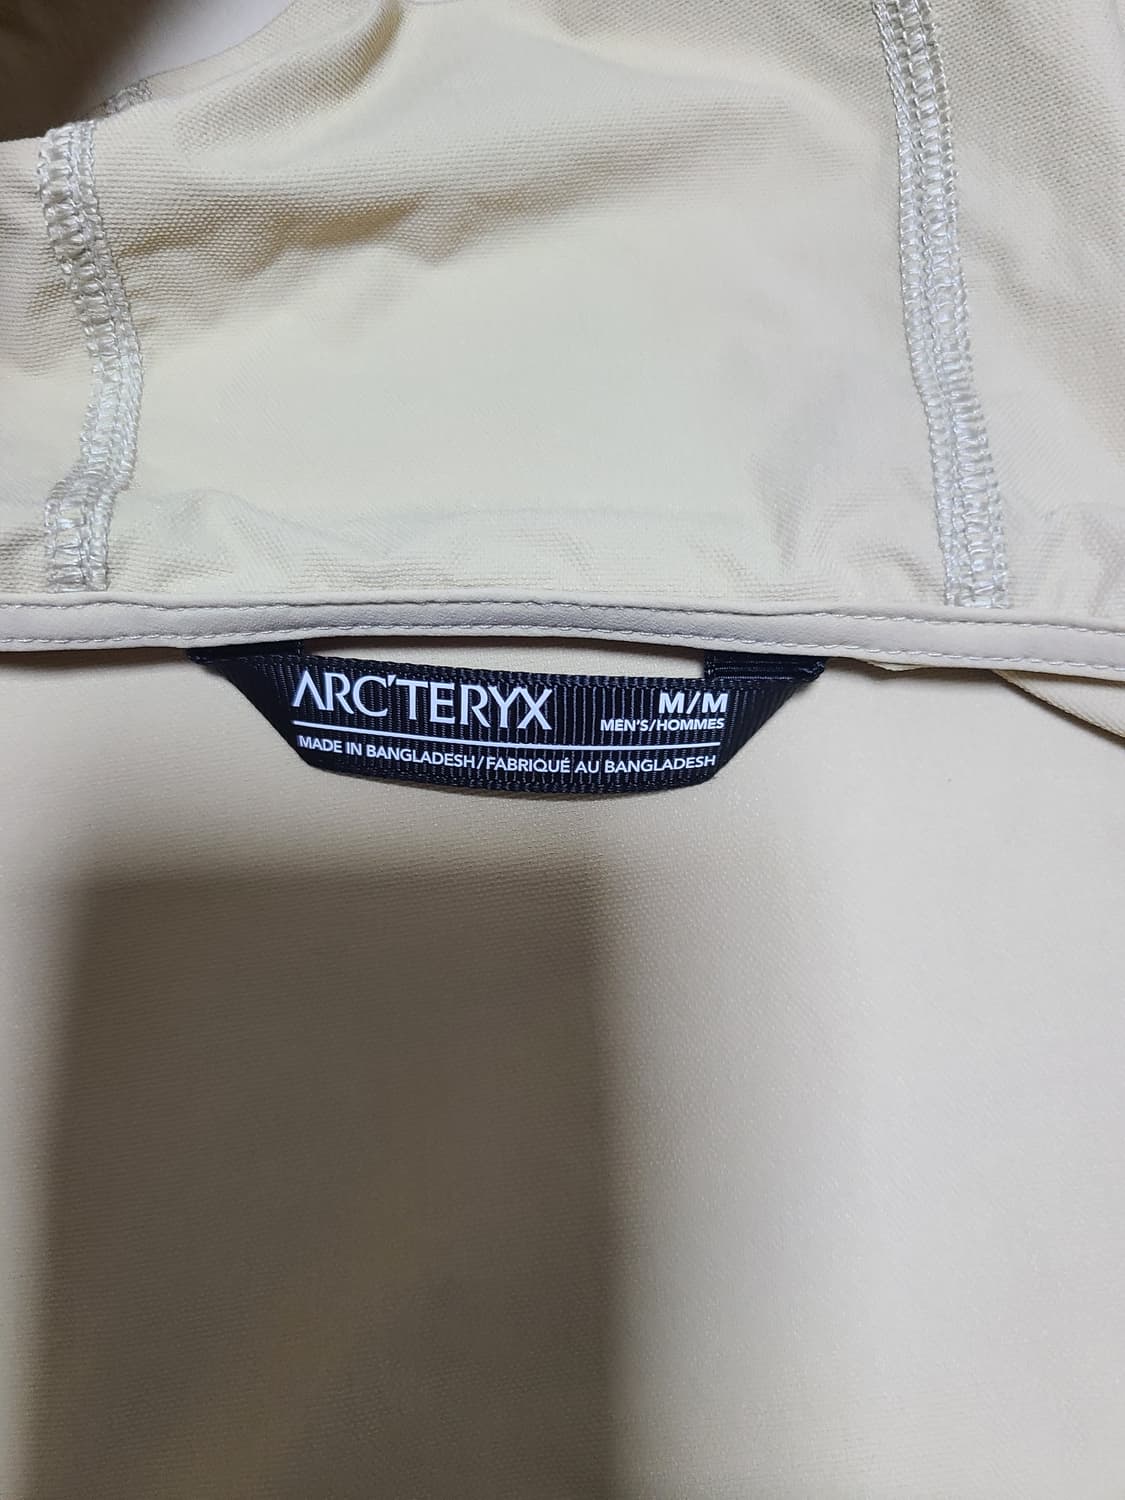 ARC'TERYX
M/M
MEN'S/HOMMES
MADE IN BANGLADESH/FABRIQUÉ AU BANGLADESH